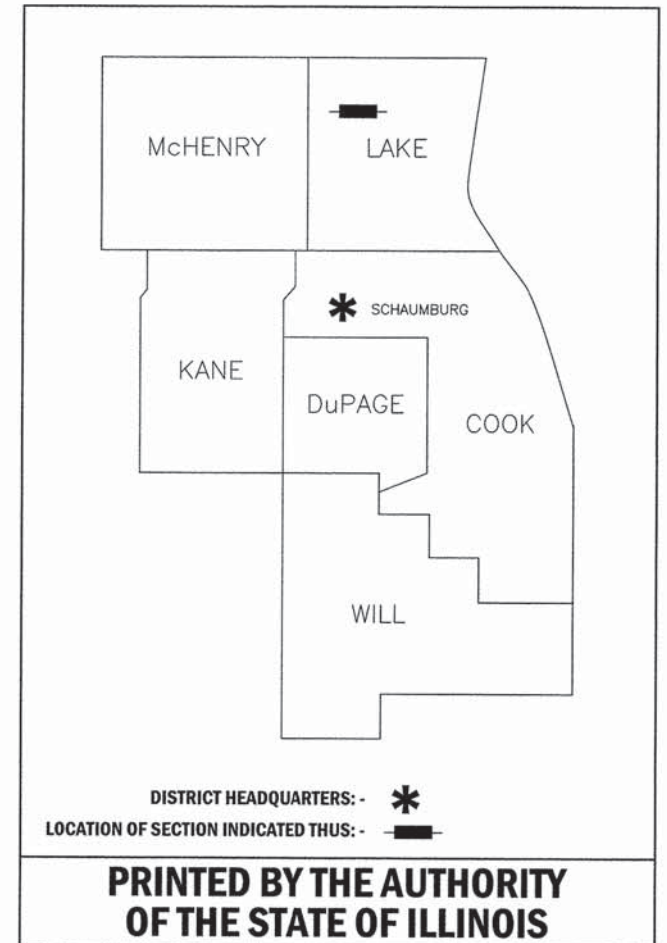 McHENRY
LAKE
* SCHAUMBURG
KANE
DuPAGE
COOK
WILL
DISTRICT HEADQUARTERS: - *
LOCATION OF SECTION INDICATED THUS: -
PRINTED BY THE AUTHORITY
OF THE STATE OF ILLINOIS